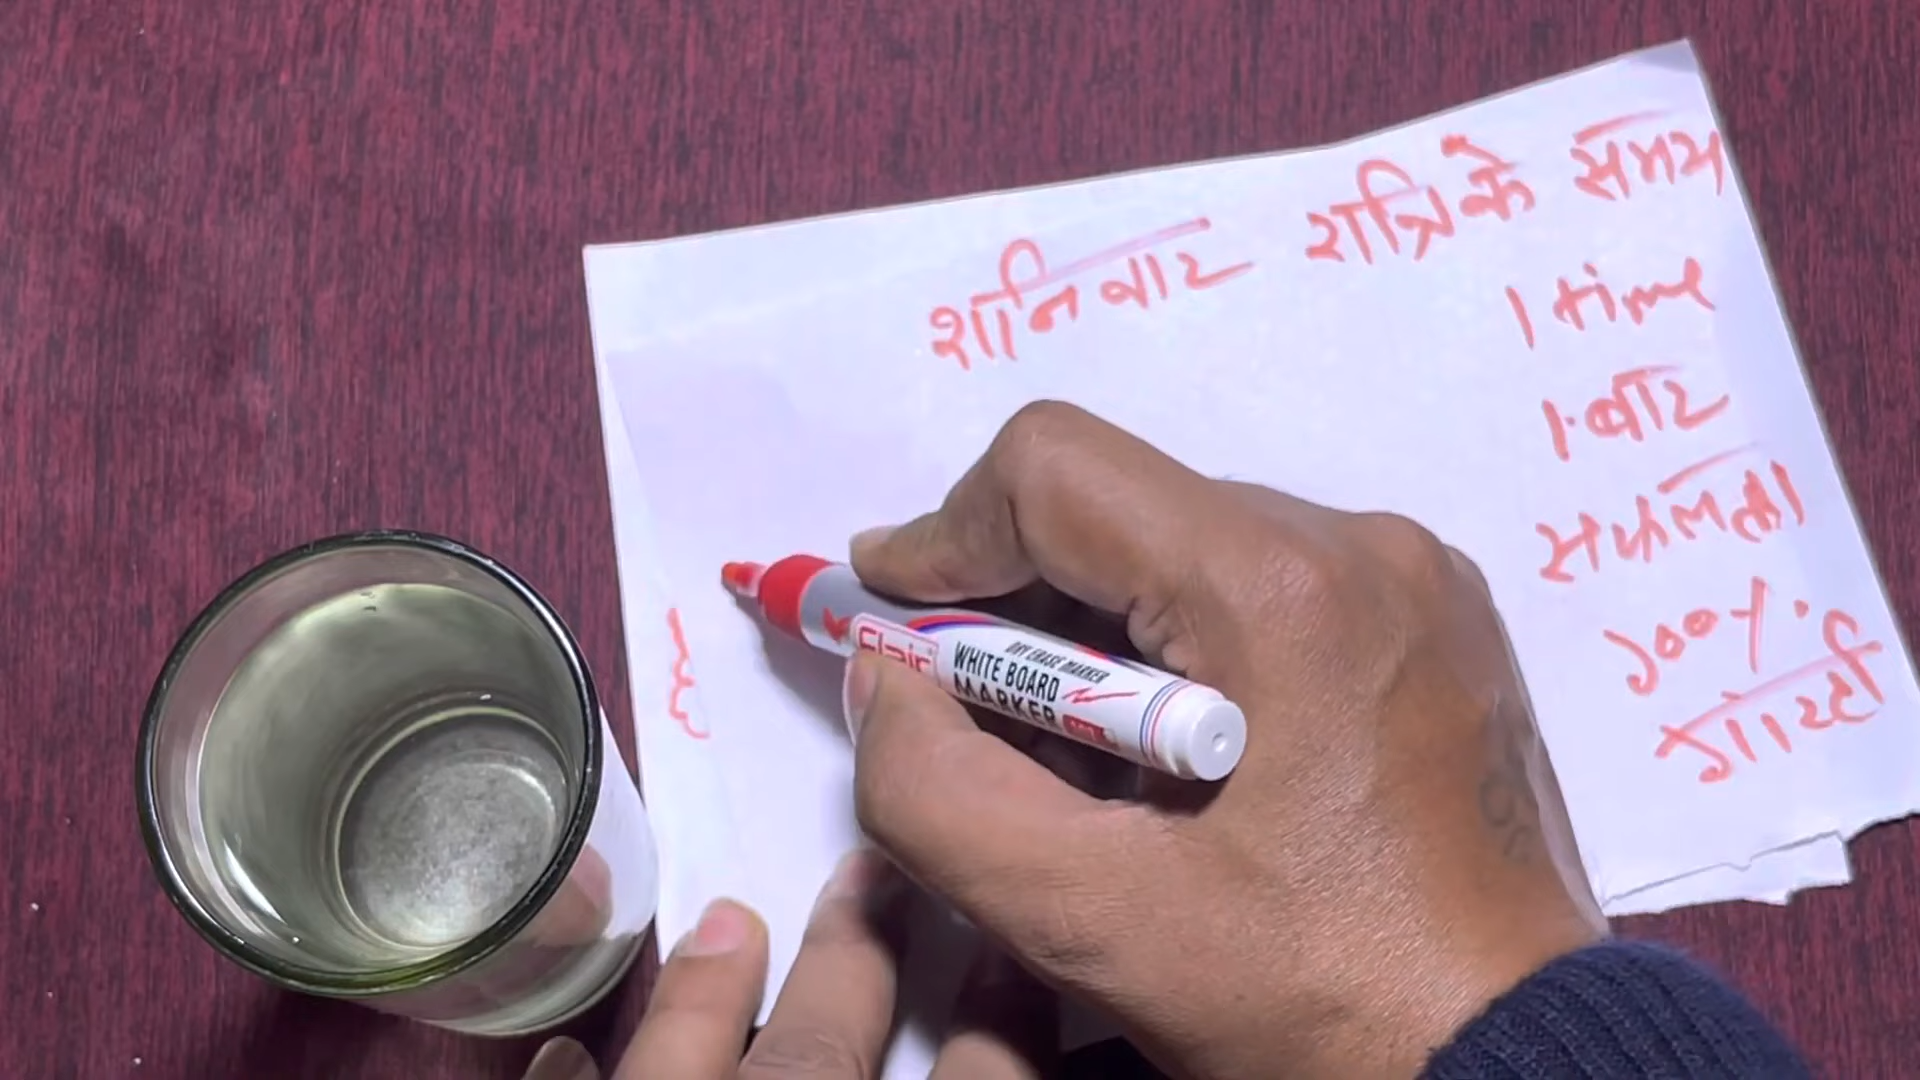 शनिवार रात्रि के समय
1 time
1.बार
सफलता
100%.
गारंटी
Flair
DRY ERASE MARKER
WHITE BOARD
MARKER